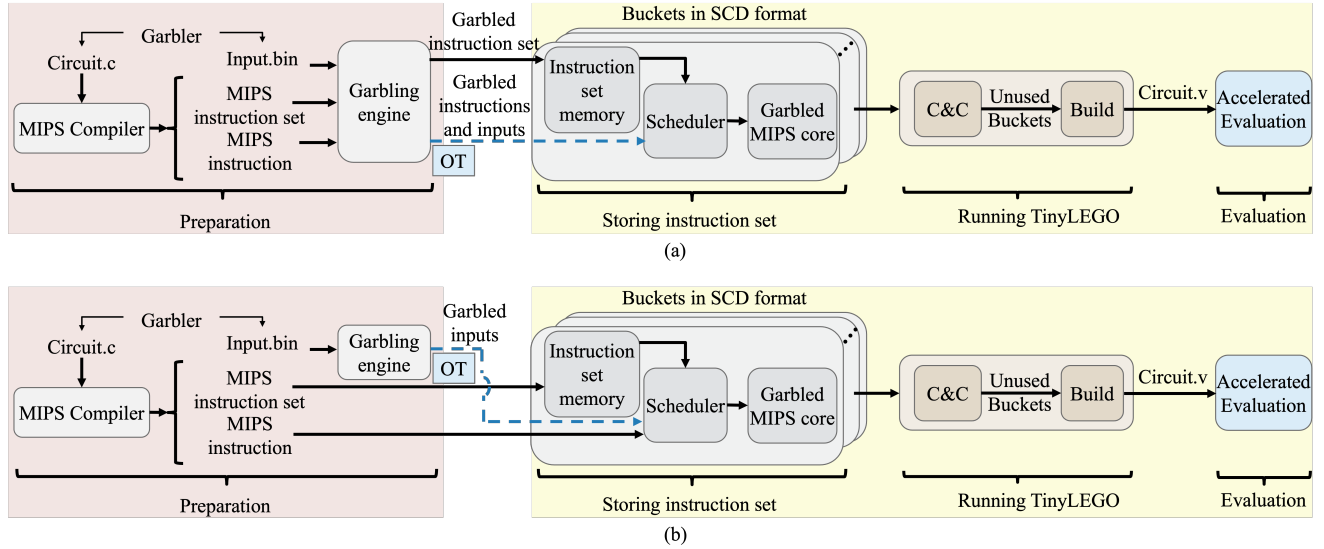 Buckets in SCD format
Garbler
Circuit.c
Input.bin
MIPS Compiler
MIPS
instruction set
MIPS
instruction
Garbling
engine
Garbled
instruction set
Garbled
instructions
and inputs
OT
Instruction
set
memory
Scheduler
Garbled
MIPS core
C&C
Unused
Buckets
Build
Circuit.v
Accelerated
Evaluation
Preparation
Storing instruction set
Running TinyLEGO
Evaluation
(a)
Buckets in SCD format
Garbler
Circuit.c
Input.bin
MIPS Compiler
MIPS
instruction set
MIPS
instruction
Garbling
engine
Garbled
inputs
OT
Instruction
set
memory
Scheduler
Garbled
MIPS core
C&C
Unused
Buckets
Build
Circuit.v
Accelerated
Evaluation
Preparation
Storing instruction set
Running TinyLEGO
Evaluation
(b)